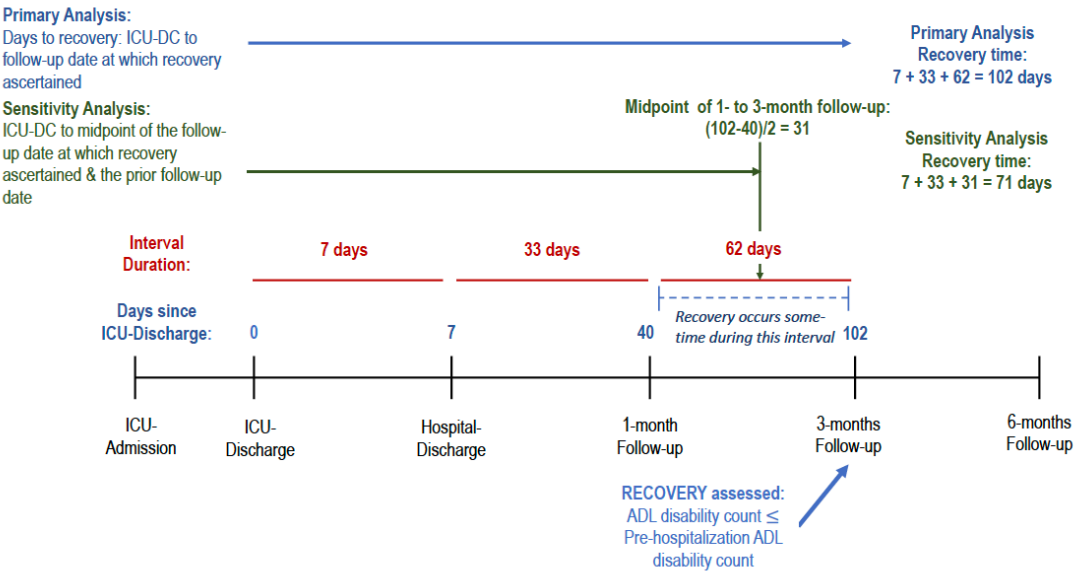 Primary Analysis:
Days to recovery: ICU-DC to
follow-up date at which recovery
ascertained
Primary Analysis
Recovery time:
7 + 33 + 62 = 102 days
Sensitivity Analysis:
ICU-DC to midpoint of the follow-
up date at which recovery
ascertained & the prior follow-up
date
Midpoint of 1- to 3-month follow-up:
(102-40)/2 = 31
Sensitivity Analysis
Recovery time:
7 + 33 + 31 = 71 days
Interval
Duration:
7 days
33 days
62 days
Days since
ICU-Discharge:
0
7
40
Recovery occurs some-
time during this interval
102
ICU-
Admission
ICU-
Discharge
Hospital-
Discharge
1-month
Follow-up
3-months
Follow-up
6-months
Follow-up
RECOVERY assessed:
ADL disability count ≤
Pre-hospitalization ADL
disability count